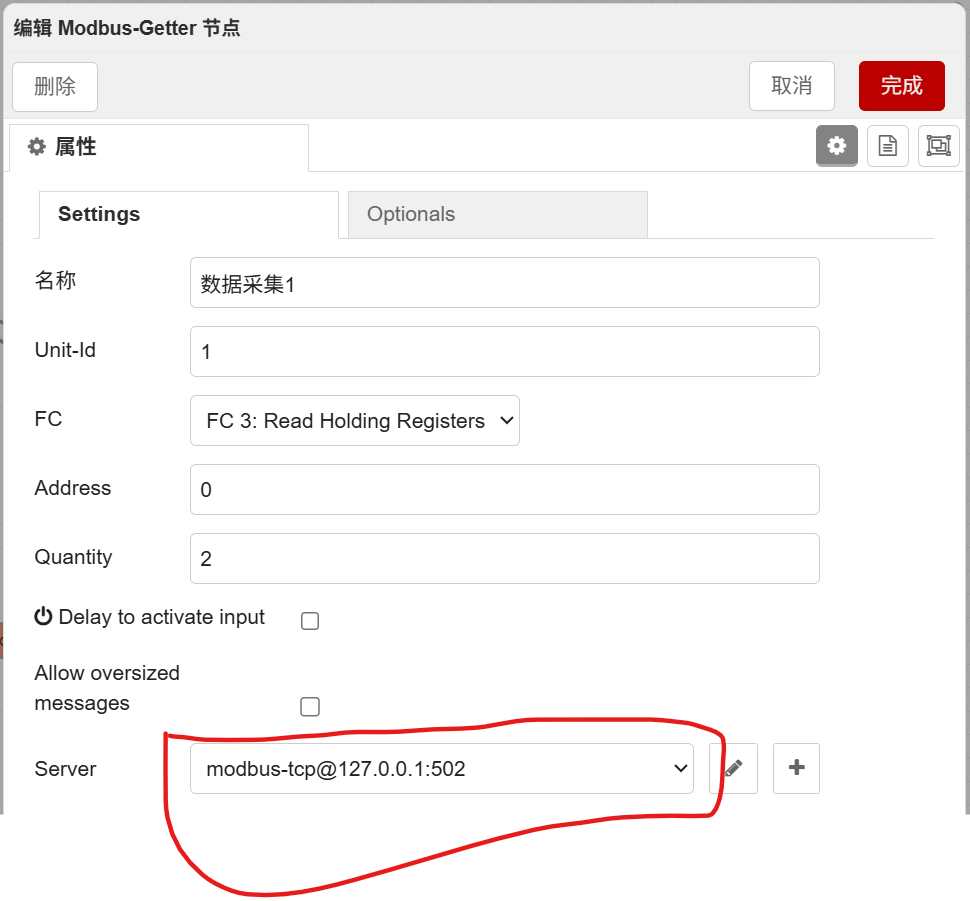 编辑 Modbus-Getter 节点
删除 取消 完成
属性
Settings Optionals
名称 数据采集1
Unit-Id 1
FC FC 3: Read Holding Registers
Address 0
Quantity 2
Delay to activate input
Allow oversized
messages
Server modbus-tcp@127.0.0.1:502